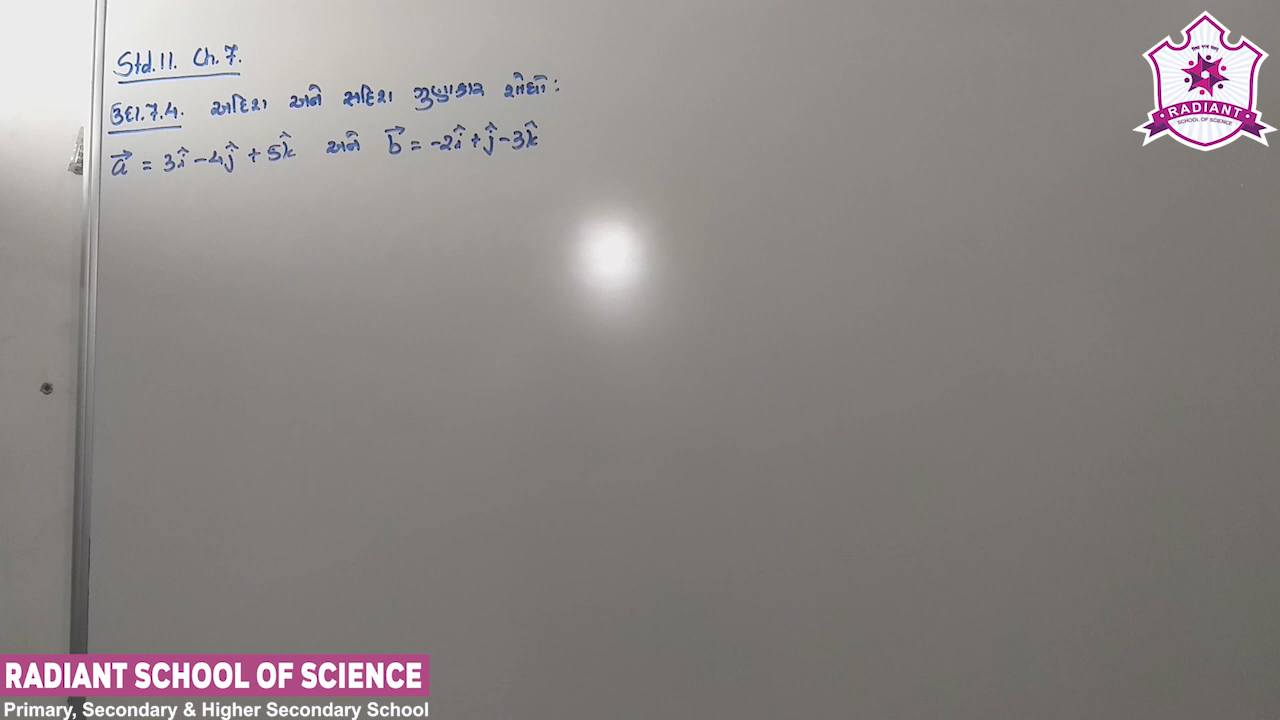 Std.11. Ch.7.
ઉદા.7.4. અદિશ અને સદિશ ગુણાકાર શોધો :
a⃗ = 3î - 4ĵ + 5k̂ અને b⃗ = -2î + ĵ - 3k̂
RADIANT
SCHOOL OF SCIENCE
RADIANT SCHOOL OF SCIENCE
Primary, Secondary & Higher Secondary School